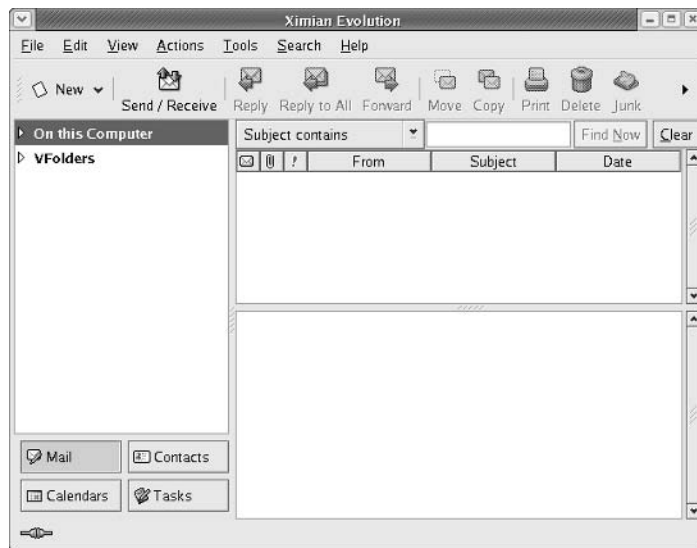 Ximian Evolution
File Edit View Actions Tools Search Help
New Send / Receive Reply Reply to All Forward Move Copy Print Delete Junk
On this Computer
VFolders
Subject contains Find Now Clear
! From Subject Date
Mail Contacts
Calendars Tasks